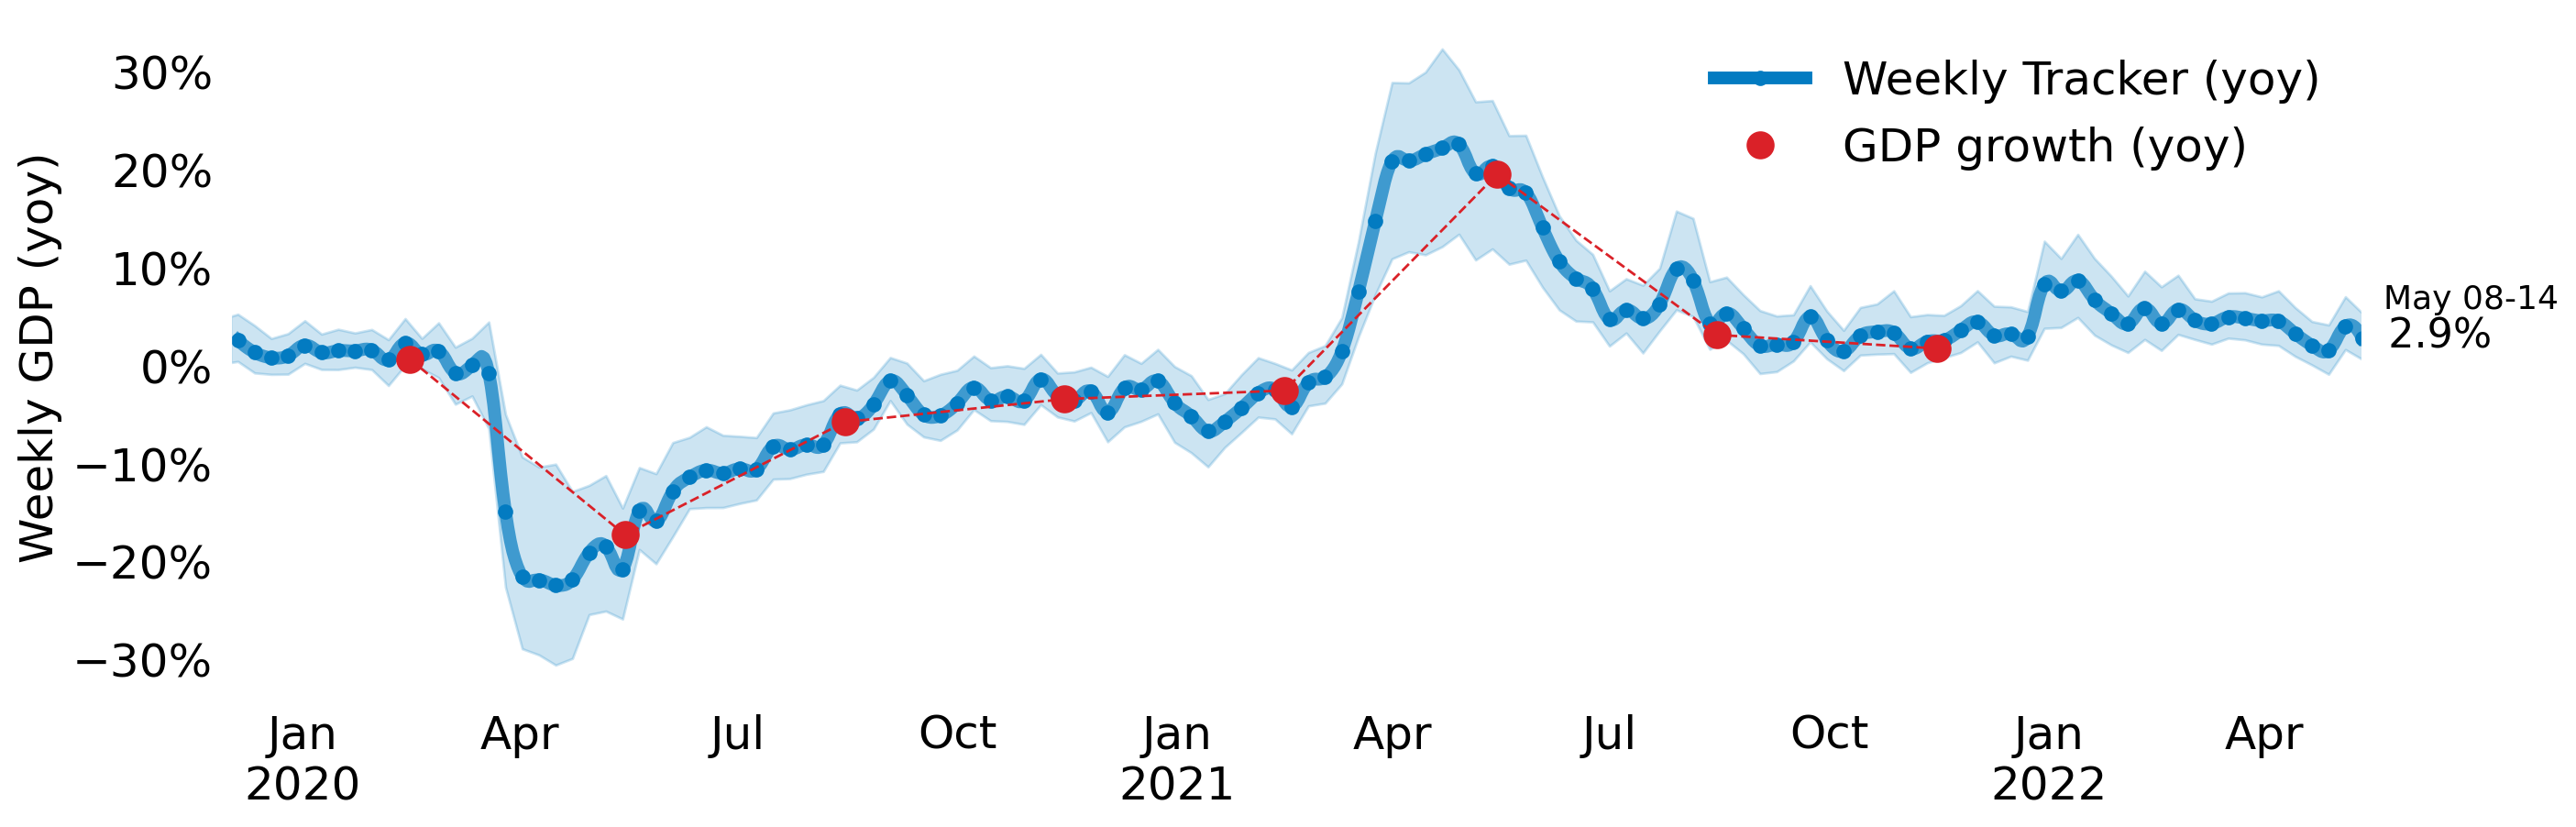 Weekly GDP (yoy)
30%
20%
10%
0%
−10%
−20%
−30%
Weekly Tracker (yoy)
GDP growth (yoy)
May 08-14
2.9%
Jan Apr Jul Oct Jan Apr Jul Oct Jan Apr
2020 2021 2022